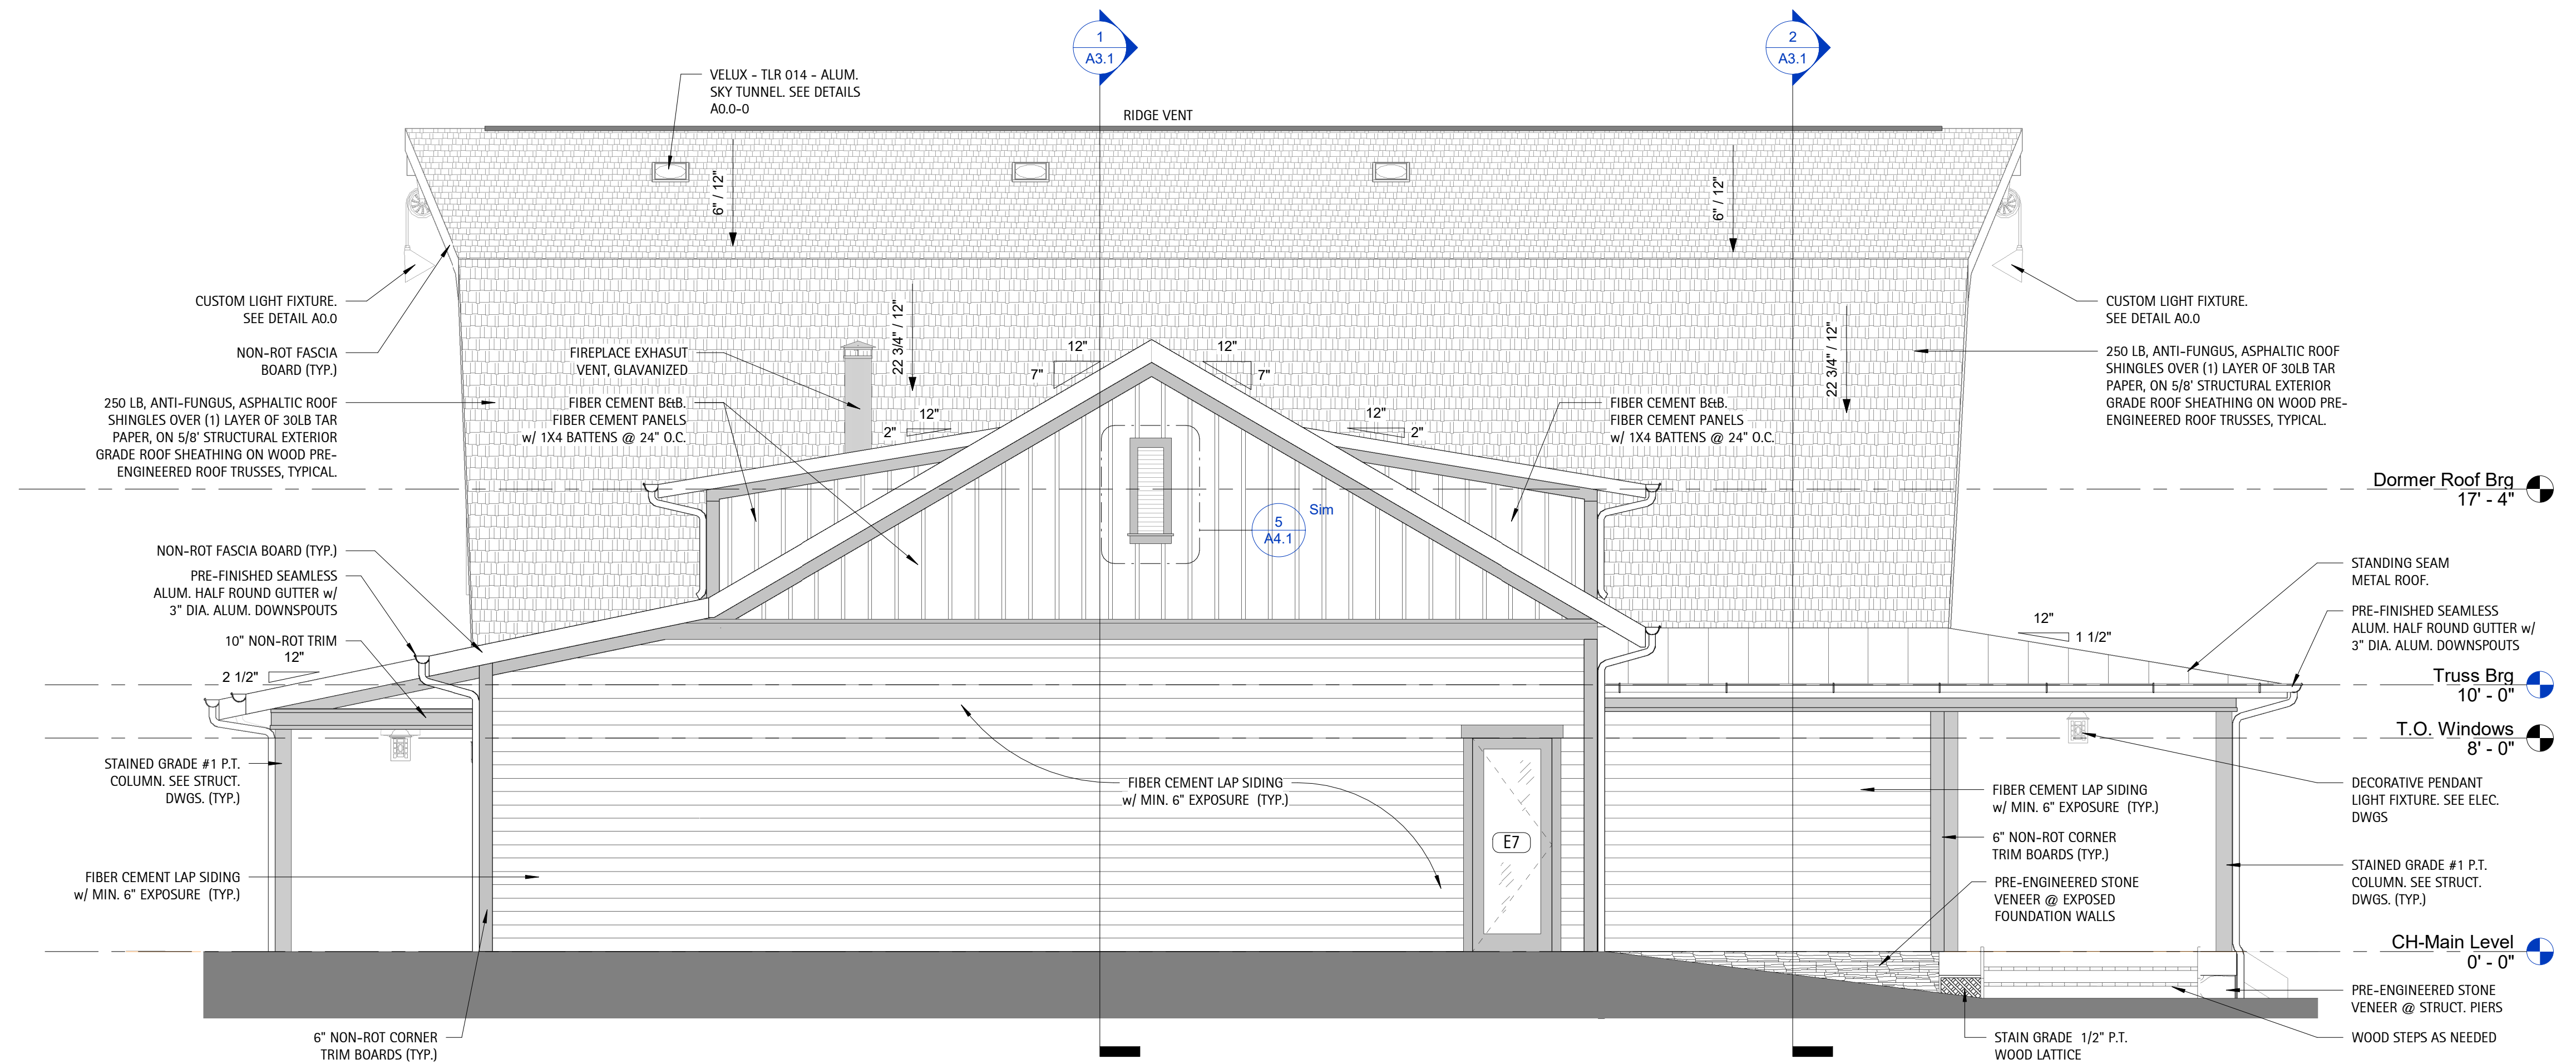 1
A3.1
2
A3.1
VELUX - TLR 014 - ALUM.
SKY TUNNEL. SEE DETAILS
A0.0-0
RIDGE VENT
6" / 12"
6" / 12"
CUSTOM LIGHT FIXTURE.
SEE DETAIL A0.0
NON-ROT FASCIA
BOARD (TYP.)
250 LB, ANTI-FUNGUS, ASPHALTIC ROOF
SHINGLES OVER (1) LAYER OF 30LB TAR
PAPER, ON 5/8' STRUCTURAL EXTERIOR
GRADE ROOF SHEATHING ON WOOD PRE-
ENGINEERED ROOF TRUSSES, TYPICAL.
FIREPLACE EXHASUT
VENT, GLAVANIZED
FIBER CEMENT B&B.
FIBER CEMENT PANELS
w/ 1X4 BATTENS @ 24" O.C.
22 3/4" / 12"
12"
2"
12"
7"
12"
7"
12"
2"
FIBER CEMENT B&B.
FIBER CEMENT PANELS
w/ 1X4 BATTENS @ 24" O.C.
22 3/4" / 12"
CUSTOM LIGHT FIXTURE.
SEE DETAIL A0.0
250 LB, ANTI-FUNGUS, ASPHALTIC ROOF
SHINGLES OVER (1) LAYER OF 30LB TAR
PAPER, ON 5/8' STRUCTURAL EXTERIOR
GRADE ROOF SHEATHING ON WOOD PRE-
ENGINEERED ROOF TRUSSES, TYPICAL.
Dormer Roof Brg
17' - 4"
5
A4.1
Sim
NON-ROT FASCIA BOARD (TYP.)
PRE-FINISHED SEAMLESS
ALUM. HALF ROUND GUTTER w/
3" DIA. ALUM. DOWNSPOUTS
10" NON-ROT TRIM
12"
2 1/2"
STANDING SEAM
METAL ROOF.
PRE-FINISHED SEAMLESS
ALUM. HALF ROUND GUTTER w/
3" DIA. ALUM. DOWNSPOUTS
12"
1 1/2"
Truss Brg
10' - 0"
T.O. Windows
8' - 0"
STAINED GRADE #1 P.T.
COLUMN. SEE STRUCT.
DWGS. (TYP.)
FIBER CEMENT LAP SIDING
w/ MIN. 6" EXPOSURE (TYP.)
FIBER CEMENT LAP SIDING
w/ MIN. 6" EXPOSURE (TYP.)
E7
FIBER CEMENT LAP SIDING
w/ MIN. 6" EXPOSURE (TYP.)
6" NON-ROT CORNER
TRIM BOARDS (TYP.)
PRE-ENGINEERED STONE
VENEER @ EXPOSED
FOUNDATION WALLS
DECORATIVE PENDANT
LIGHT FIXTURE. SEE ELEC.
DWGS
STAINED GRADE #1 P.T.
COLUMN. SEE STRUCT.
DWGS. (TYP.)
CH-Main Level
0' - 0"
PRE-ENGINEERED STONE
VENEER @ STRUCT. PIERS
WOOD STEPS AS NEEDED
6" NON-ROT CORNER
TRIM BOARDS (TYP.)
STAIN GRADE 1/2" P.T.
WOOD LATTICE